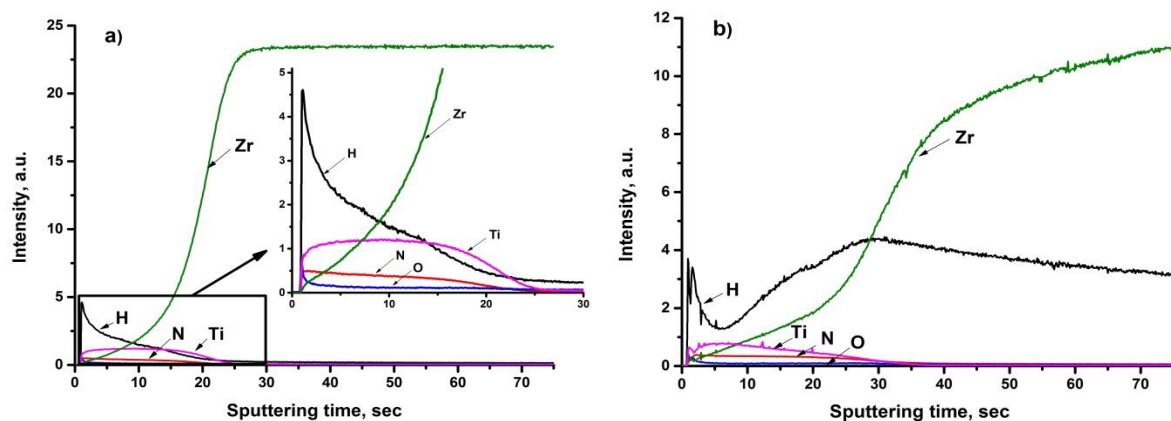 a)
Intensity, a.u.
25
20
15
10
5
0
Zr
H
N
Ti
0 10 20 30 40 50 60 70
Sputtering time, sec
5
4
3
2
1
0
H
Zr
Ti
N
O
0 10 20 30
b)
Intensity, a.u.
12
10
8
6
4
2
0
Zr
H
Ti
N
O
0 10 20 30 40 50 60 70
Sputtering time, sec